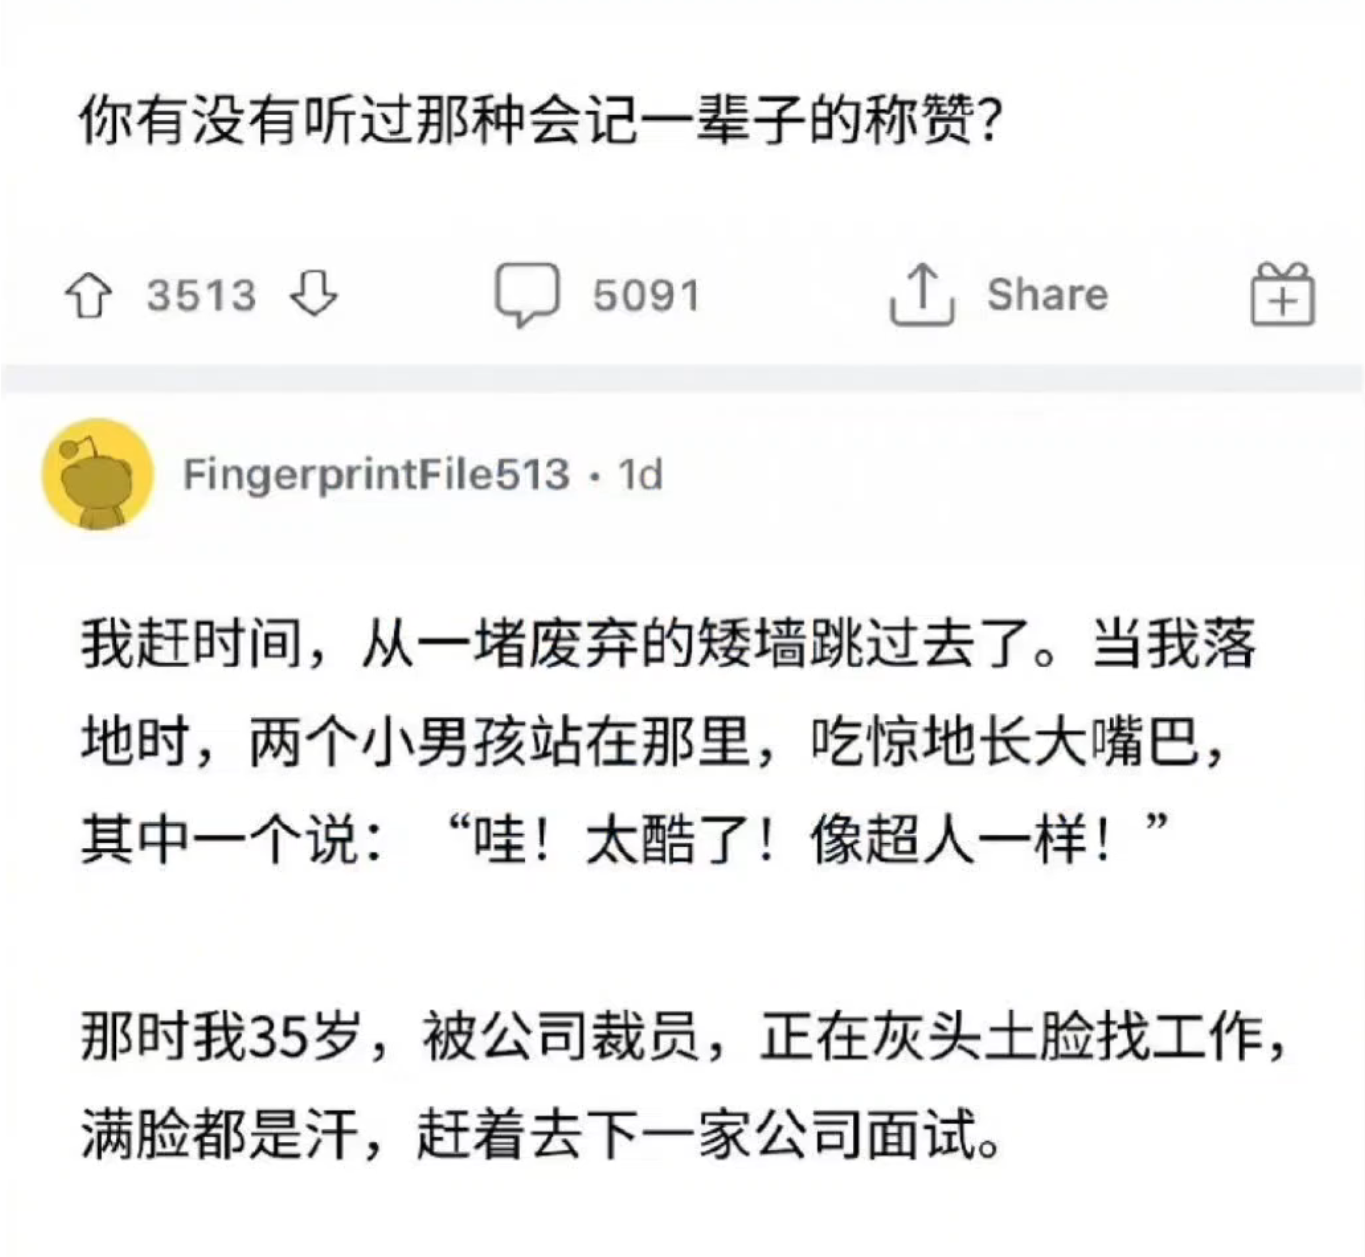 你有没有听过那种会记一辈子的称赞？
3513
5091
Share
FingerprintFile513 · 1d
我赶时间，从一堵废弃的矮墙跳过去了。当我落
地时，两个小男孩站在那里，吃惊地长大嘴巴，
其中一个说：“哇！太酷了！像超人一样！”
那时我35岁，被公司裁员，正在灰头土脸找工作，
满脸都是汗，赶着去下一家公司面试。